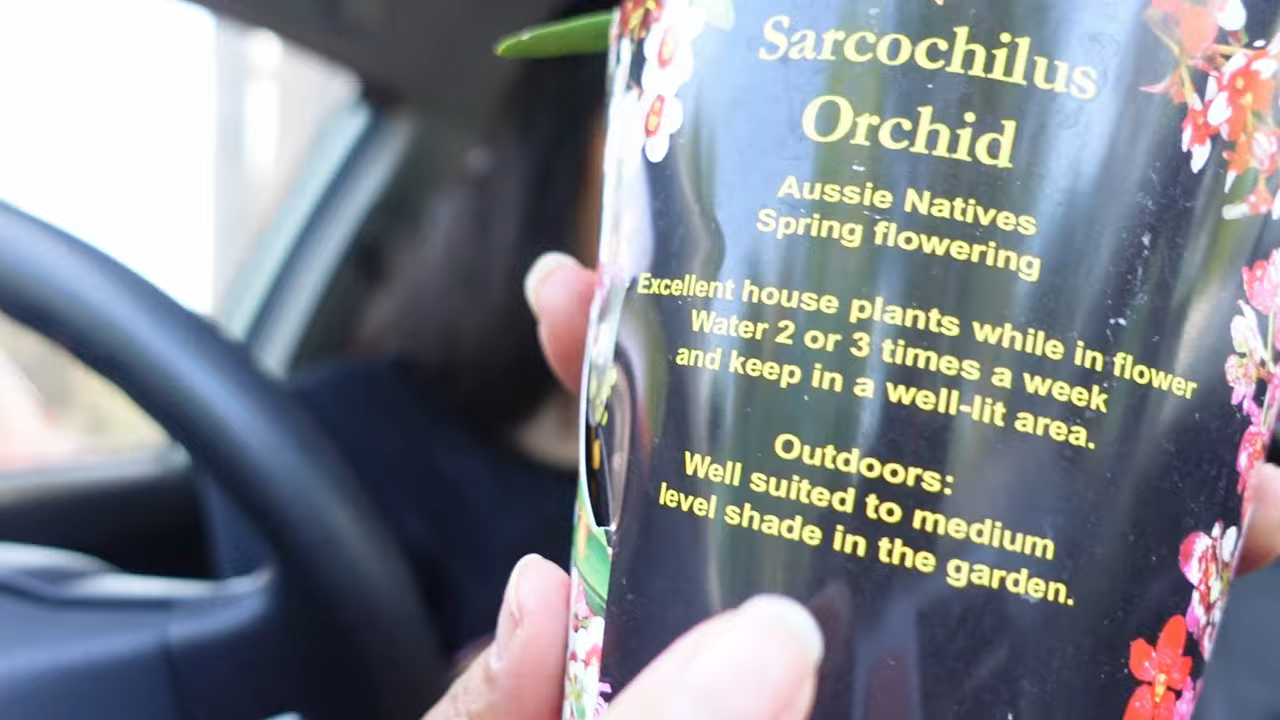 Sarcochilus
Orchid
Aussie Natives
Spring flowering
Excellent house plants while in flower
Water 2 or 3 times a week
and keep in a well-lit area.
Outdoors:
Well suited to medium
level shade in the garden.